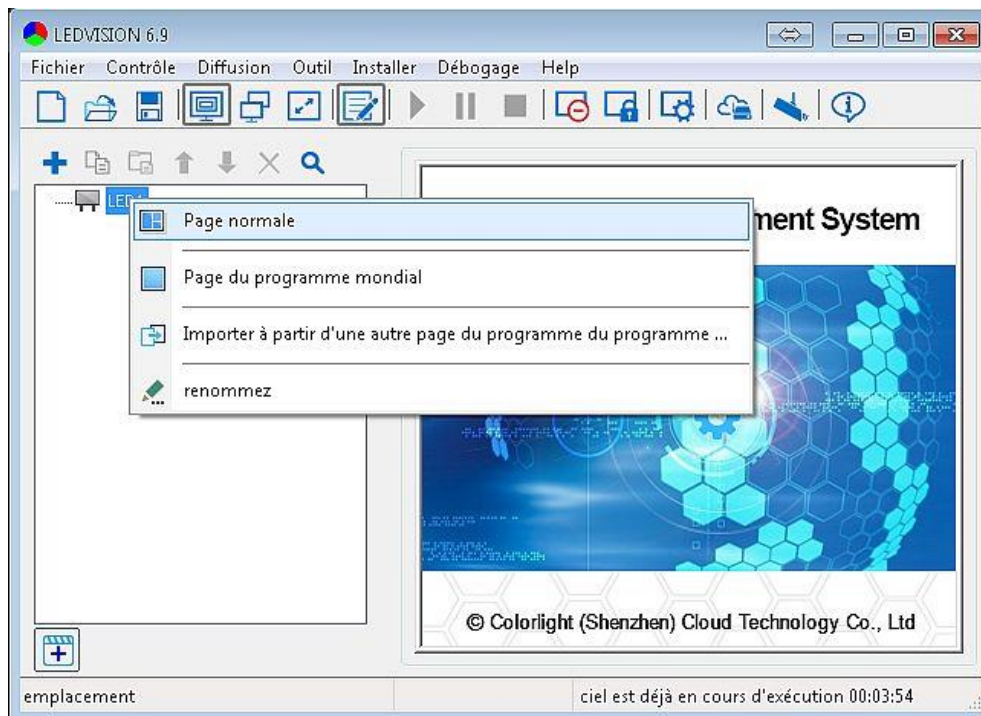 LEDVISION 6.9
Fichier Contrôle Diffusion Outil Installer Débogage Help
Page normale
Page du programme mondial
Importer à partir d'une autre page du programme du programme ...
renommez
System
© Colorlight (Shenzhen) Cloud Technology Co., Ltd
emplacement
ciel est déjà en cours d'exécution 00:03:54